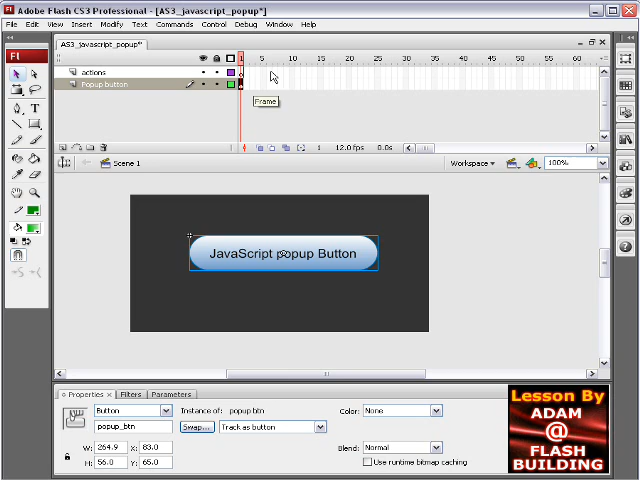 Adobe Flash CS3 Professional - [AS3_javascript_popup*]
File Edit View Insert Modify Text Commands Control Debug Window Help
AS3_javascript_popup*
1 5 10 15 20 25 30 35 40 45 50 55 60
actions
Popup button
Frame
1 12.0 fps 0.0s
Scene 1 Workspace 100%
JavaScript popup Button
Properties Filters Parameters
Button Instance of: popup btn Color: None
popup_btn Swap... Track as button
W: 264.9 X: 83.0 Blend: Normal
H: 56.0 Y: 65.0 Use runtime bitmap caching
Lesson By
ADAM
@
FLASH
BUILDING